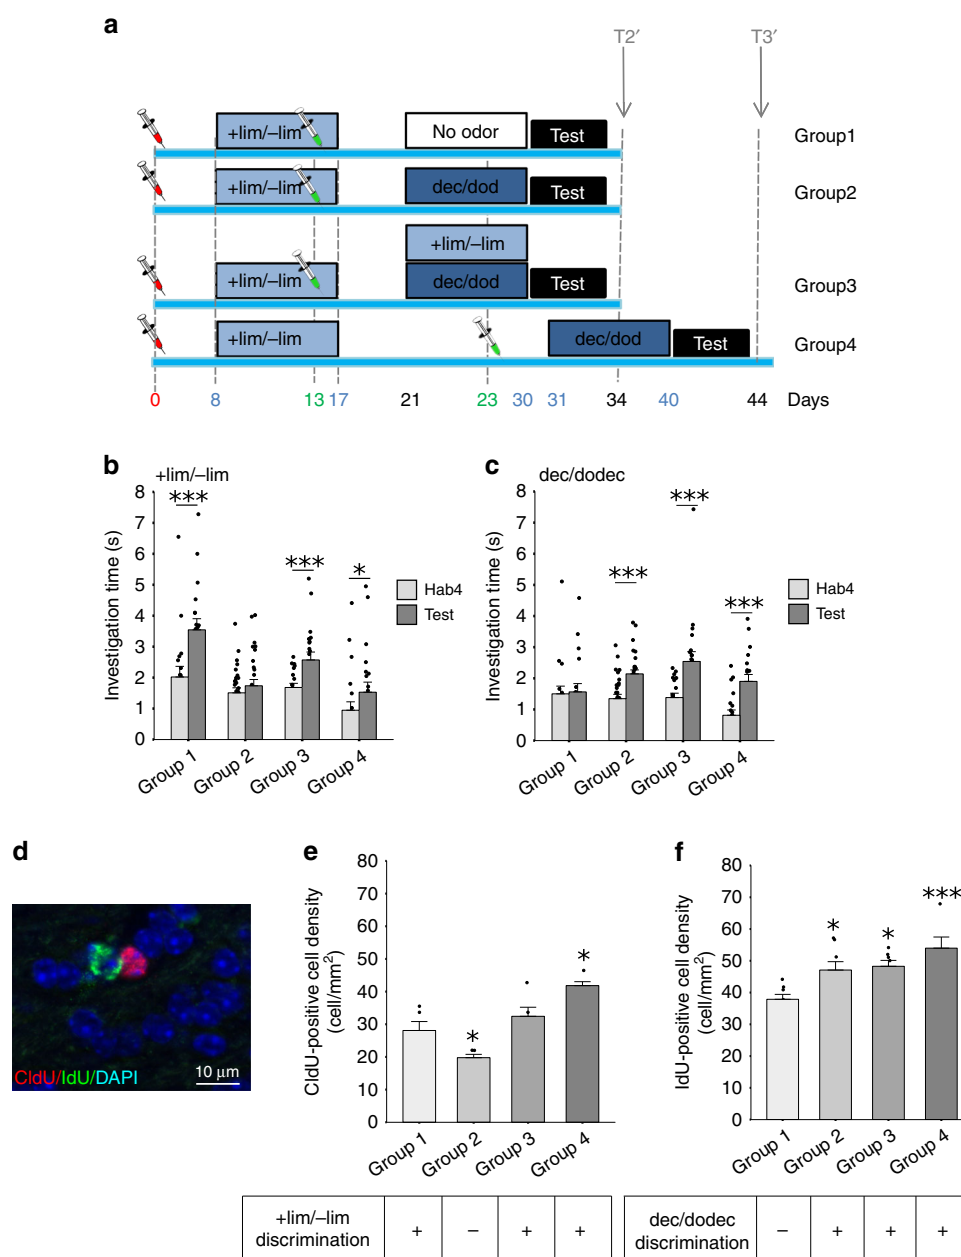 a
T2′ T3′
+lim/–lim No odor Test Group1
+lim/–lim dec/dod Test Group2
+lim/–lim
+lim/–lim dec/dod Test Group3
+lim/–lim dec/dod Test Group4
0 8 13 17 21 23 30 31 34 40 44 Days
b +lim/–lim
Investigation time (s)
8
7
6
5
4
3
2
1
0
*** *** *
Hab4
Test
Group 1 Group 2 Group 3 Group 4
c dec/dodec
Investigation time (s)
8
7
6
5
4
3
2
1
0
*** *** ***
Hab4
Test
Group 1 Group 2 Group 3 Group 4
d
CldU/IdU/DAPI 10 μm
e
CldU-positive cell density
(cell/mm²)
80
70
60
50
40
30
20
10
0
* *
Group 1 Group 2 Group 3 Group 4
+lim/–lim
discrimination + – + +
f
IdU-positive cell density
(cell/mm²)
80
70
60
50
40
30
20
10
0
* * ***
Group 1 Group 2 Group 3 Group 4
dec/dodec
discrimination – + + +